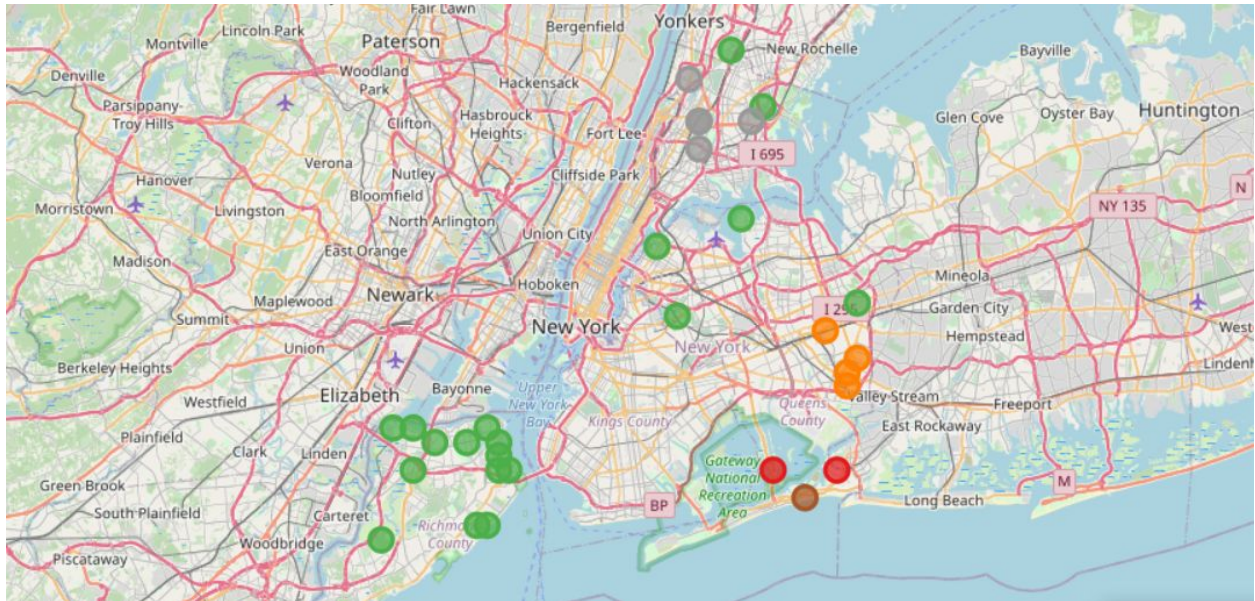 Fair Lawn
Yonkers
Lincoln Park
Bergenfield
Montville
Paterson
New Rochelle
Bayville
Denville
Woodland
Park
Hackensack
Parsippany-
Troy Hills
Clifton
Hasbrouck
Heights
Fort Lee
Glen Cove
Oyster Bay
Huntington
Verona
Nutley
Cliffside Park
I 695
Hanover
Bloomfield
N
Morristown
Livingston
North Arlington
NY 135
East Orange
Union City
Madison
Mineola
Maplewood
Newark
Hoboken
I 29
Garden City
Summit
New York
Union
New York
Hempstead
Berkeley Heights
Elizabeth
Bayonne
Upper
New York
Bay
Westfield
Kings County
Queens
County
Valley Stream
Freeport
Plainfield
Linden
East Rockaway
Clark
Gateway
National
Recreation
Area
Green Brook
Long Beach
M
South Plainfield
Carteret
BP
Woodbridge
County
Piscataway